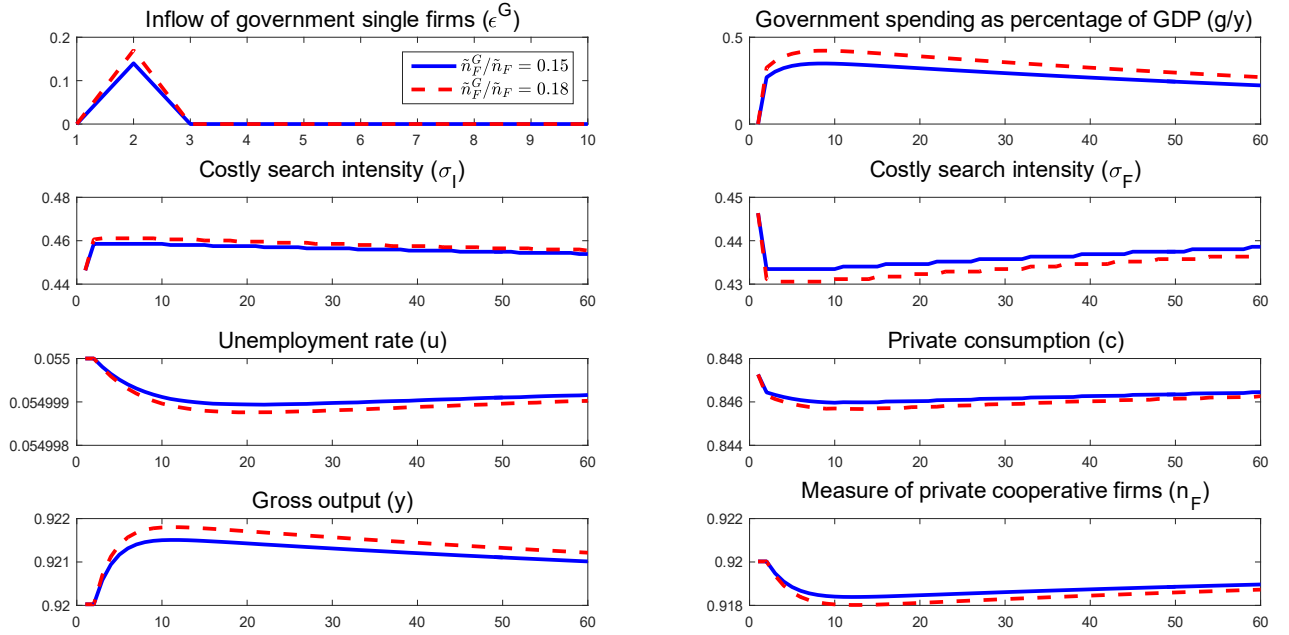 Inflow of government single firms (ϵ^G)
0.2
0.1
0
1 2 3 4 5 6 7 8 9 10
ñ_F^G/ñ_F = 0.15
ñ_F^G/ñ_F = 0.18
Government spending as percentage of GDP (g/y)
0.5
0
0 10 20 30 40 50 60
Costly search intensity (σ_I)
0.48
0.46
0.44
0 10 20 30 40 50 60
Costly search intensity (σ_F)
0.45
0.44
0.43
0 10 20 30 40 50 60
Unemployment rate (u)
0.055
0.054999
0.054998
0 10 20 30 40 50 60
Private consumption (c)
0.848
0.846
0.844
0 10 20 30 40 50 60
Gross output (y)
0.922
0.921
0.92
0 10 20 30 40 50 60
Measure of private cooperative firms (n_F)
0.922
0.92
0.918
0 10 20 30 40 50 60